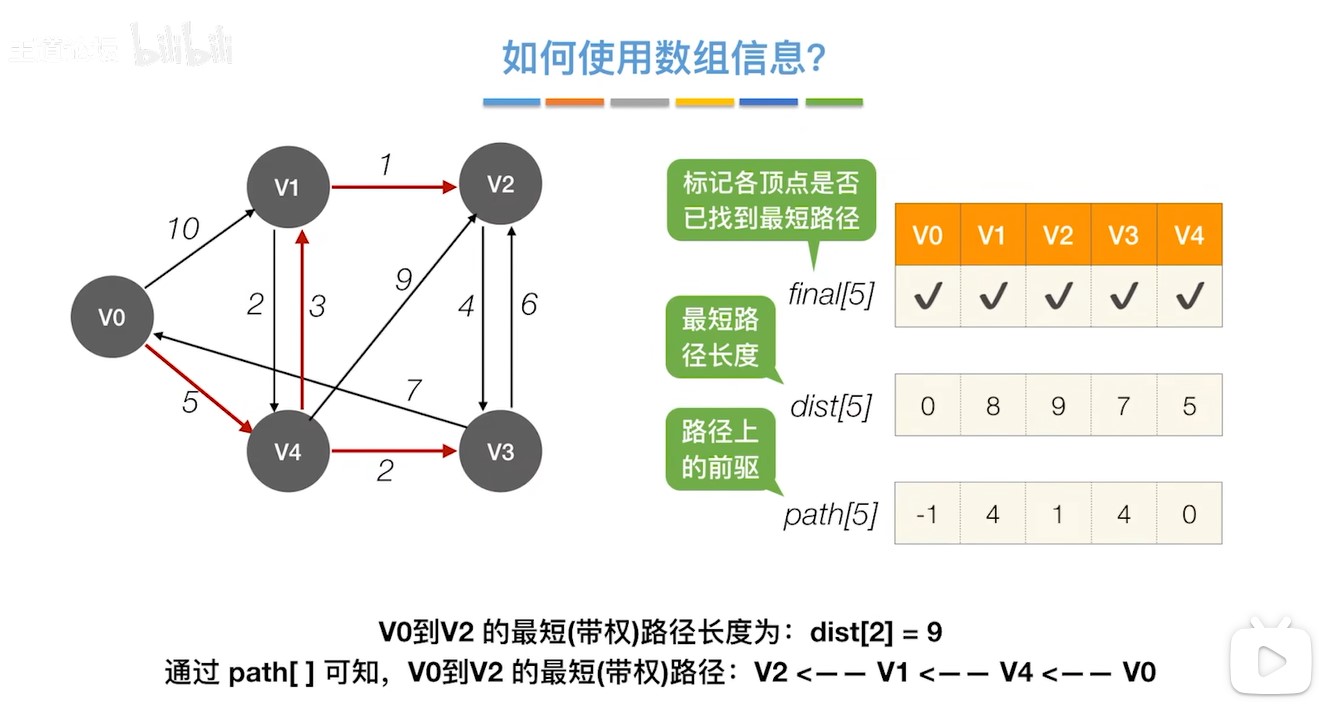 王道论坛 bilibili
如何使用数组信息?
V1
1
V2
10
9
2
3
4
6
V0
7
5
V4
2
V3
标记各顶点是否
已找到最短路径
V0 V1 V2 V3 V4
final[5] ✓ ✓ ✓ ✓ ✓
最短路
径长度
dist[5] 0 8 9 7 5
路径上
的前驱
path[5] -1 4 1 4 0
V0到V2 的最短(带权)路径长度为：dist[2] = 9
通过 path[ ] 可知，V0到V2 的最短(带权)路径：V2 <—— V1 <—— V4 <—— V0